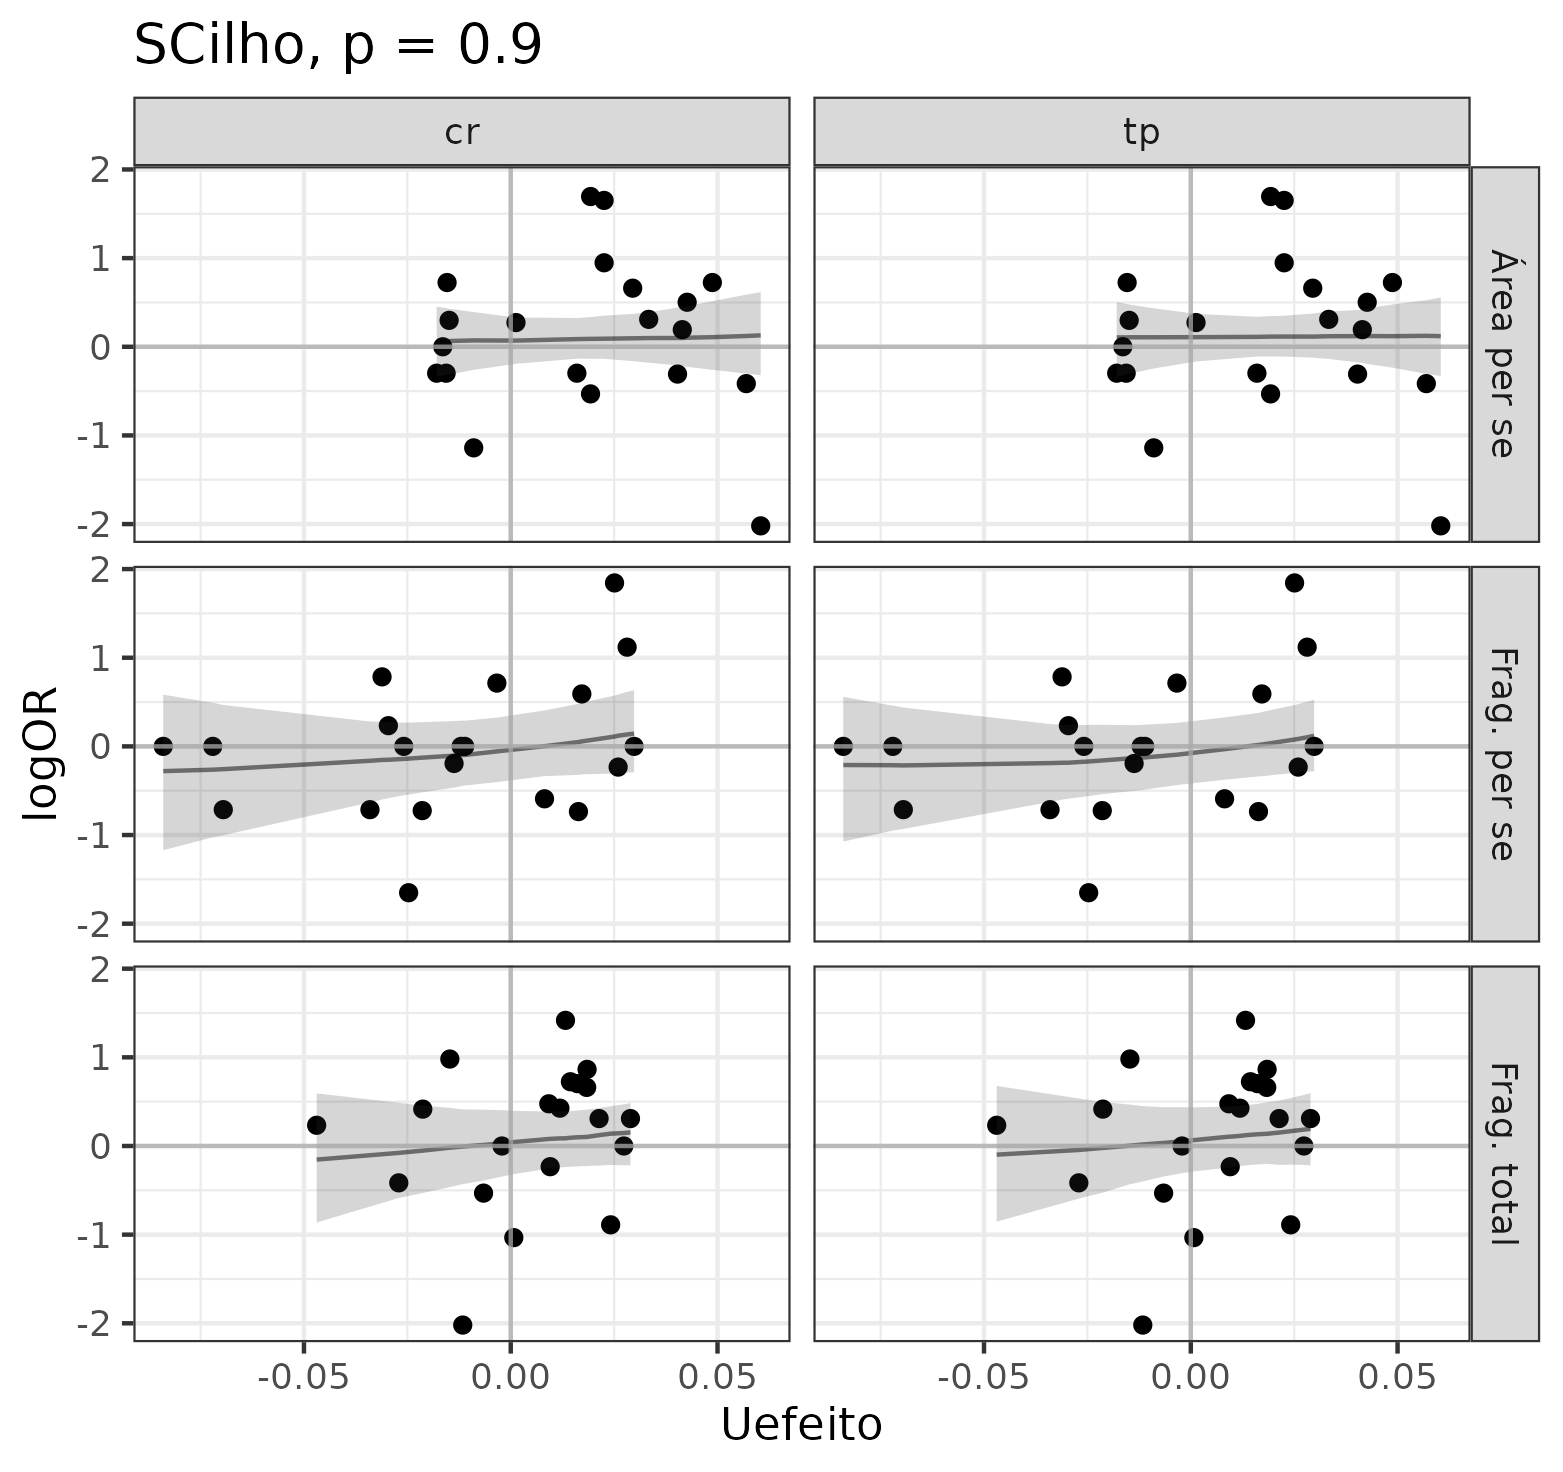 SCilho, p = 0.9
cr
tp
2
1
0
-1
-2
Área per se
2
1
0
-1
-2
Frag. per se
2
1
0
-1
-2
Frag. total
logOR
-0.05 0.00 0.05
-0.05 0.00 0.05
Uefeito